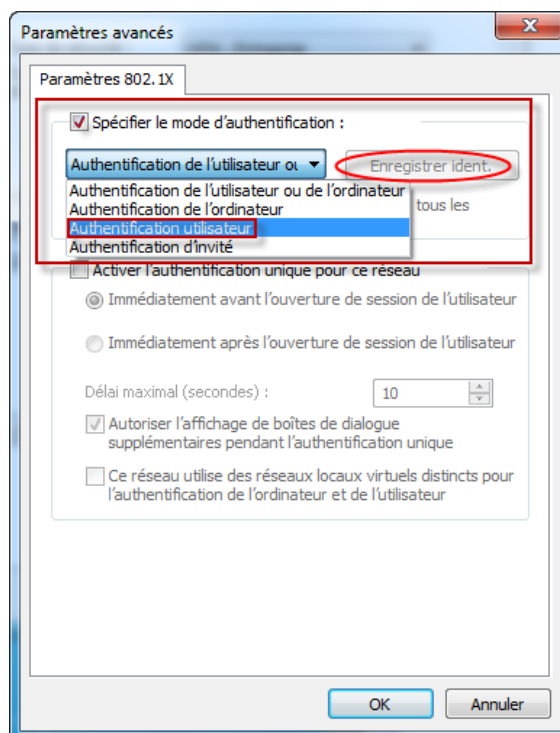 Paramètres avancés
Paramètres 802.1X
Spécifier le mode d'authentification :
Authentification de l'utilisateur ou
Enregistrer ident.
Authentification de l'utilisateur ou de l'ordinateur
Authentification de l'ordinateur
tous les
Authentification utilisateur
Authentification d'invité
Activer l'authentification unique pour ce réseau
Immédiatement avant l'ouverture de session de l'utilisateur
Immédiatement après l'ouverture de session de l'utilisateur
Délai maximal (secondes) :
10
Autoriser l'affichage de boîtes de dialogue
supplémentaires pendant l'authentification unique
Ce réseau utilise des réseaux locaux virtuels distincts pour
l'authentification de l'ordinateur et de l'utilisateur
OK
Annuler